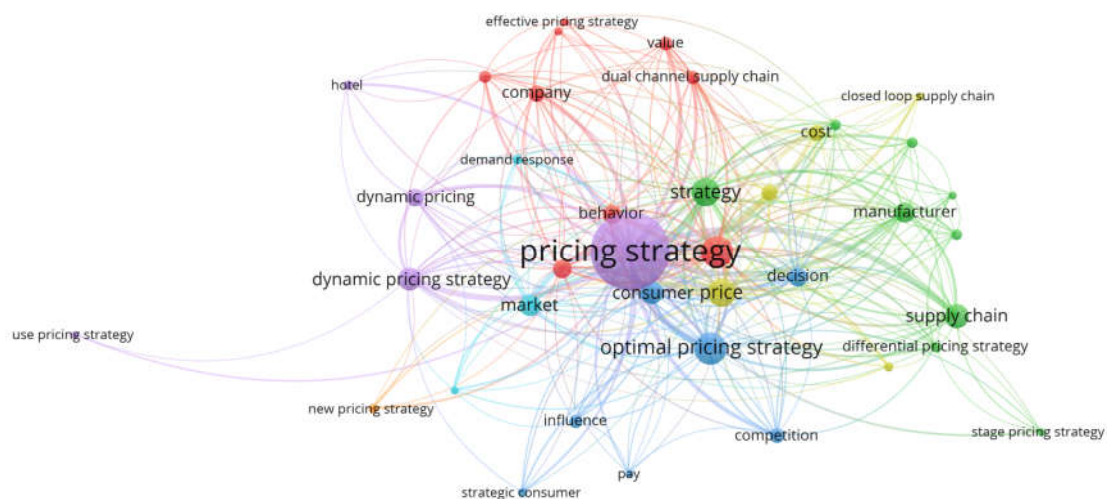 effective pricing strategy
value
hotel
company
dual channel supply chain
closed loop supply chain
cost
demand response
dynamic pricing
strategy
behavior
manufacturer
pricing strategy
dynamic pricing strategy
consumer price
decision
market
supply chain
use pricing strategy
optimal pricing strategy
differential pricing strategy
new pricing strategy
influence
competition
stage pricing strategy
pay
strategic consumer